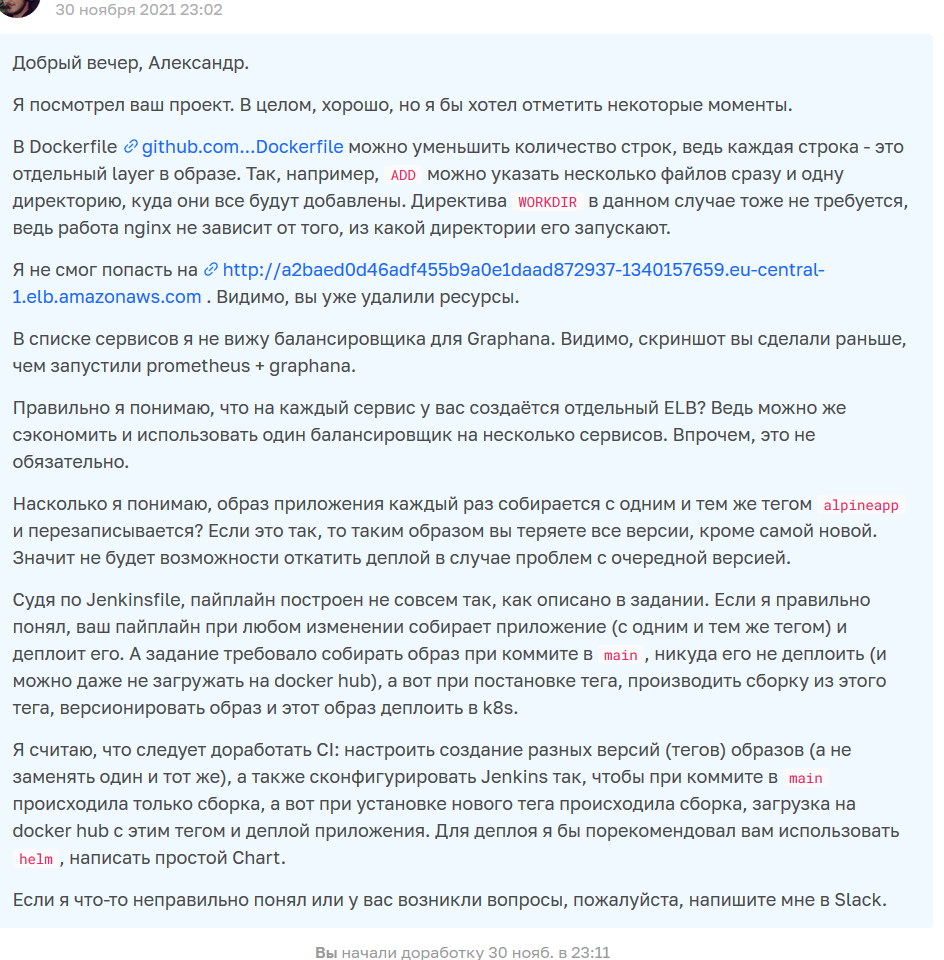 30 ноября 2021 23:02
Добрый вечер, Александр.
Я посмотрел ваш проект. В целом, хорошо, но я бы хотел отметить некоторые моменты.
В Dockerfile github.com...Dockerfile можно уменьшить количество строк, ведь каждая строка - это
отдельный layer в образе. Так, например, ADD можно указать несколько файлов сразу и одну
директорию, куда они все будут добавлены. Директива WORKDIR в данном случае тоже не требуется,
ведь работа nginx не зависит от того, из какой директории его запускают.
Я не смог попасть на http://a2baed0d46adf455b9a0e1daad872937-1340157659.eu-central-
1.elb.amazonaws.com . Видимо, вы уже удалили ресурсы.
В списке сервисов я не вижу балансировщика для Graphana. Видимо, скриншот вы сделали раньше,
чем запустили prometheus + graphana.
Правильно я понимаю, что на каждый сервис у вас создаётся отдельный ELB? Ведь можно же
сэкономить и использовать один балансировщик на несколько сервисов. Впрочем, это не
обязательно.
Насколько я понимаю, образ приложения каждый раз собирается с одним и тем же тегом alpineapp
и перезаписывается? Если это так, то таким образом вы теряете все версии, кроме самой новой.
Значит не будет возможности откатить деплой в случае проблем с очередной версией.
Судя по Jenkinsfile, пайплайн построен не совсем так, как описано в задании. Если я правильно
понял, ваш пайплайн при любом изменении собирает приложение (с одним и тем же тегом) и
деплоит его. А задание требовало собирать образ при коммите в main , никуда его не деплоить (и
можно даже не загружать на docker hub), а вот при постановке тега, производить сборку из этого
тега, версионировать образ и этот образ деплоить в k8s.
Я считаю, что следует доработать CI: настроить создание разных версий (тегов) образов (а не
заменять один и тот же), а также сконфигурировать Jenkins так, чтобы при коммите в main
происходила только сборка, а вот при установке нового тега происходила сборка, загрузка на
docker hub с этим тегом и деплой приложения. Для деплоя я бы порекомендовал вам использовать
helm , написать простой Chart.
Если я что-то неправильно понял или у вас возникли вопросы, пожалуйста, напишите мне в Slack.
Вы начали доработку 30 нояб. в 23:11